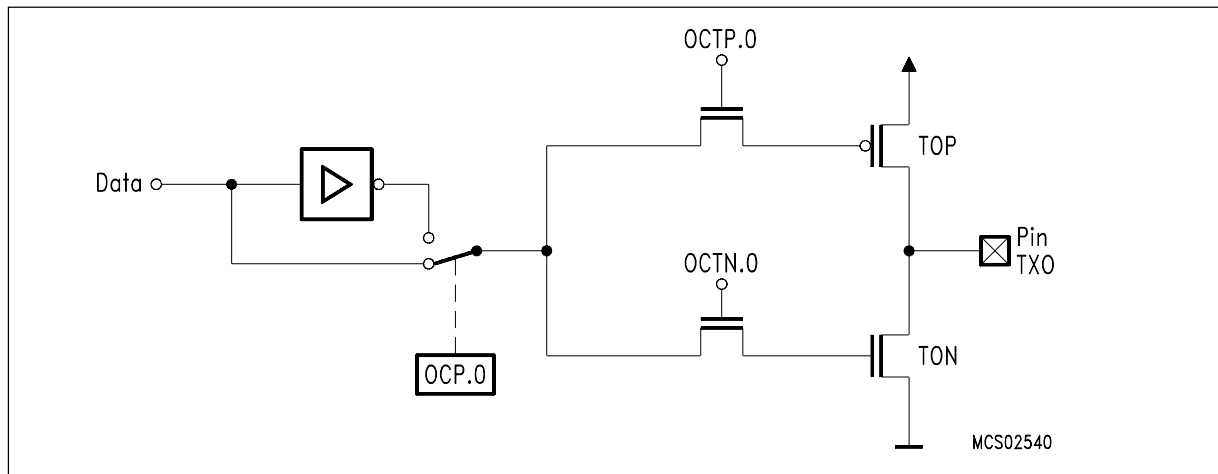 OCTP.0
TOP
Data
Pin
TXO
OCTN.0
TON
OCP.0
MCS02540